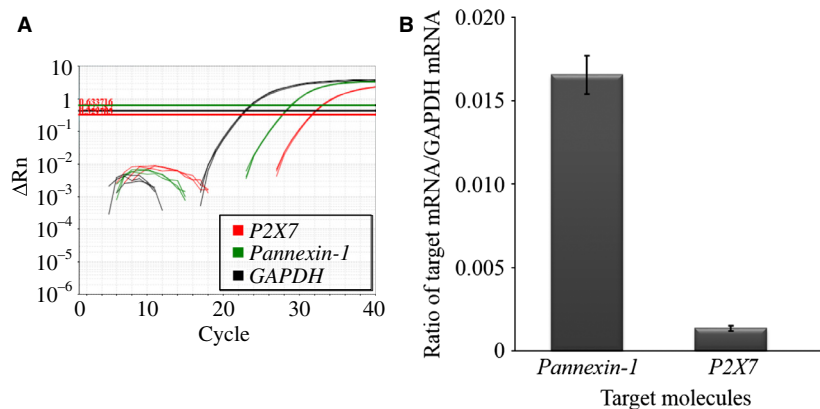 A
10
1
10⁻¹
10⁻²
10⁻³
10⁻⁴
10⁻⁵
10⁻⁶
ΔRn
0.633716
P2X7
Pannexin-1
GAPDH
0
10
20
30
40
Cycle
B
Ratio of target mRNA/GAPDH mRNA
0.020
0.015
0.010
0.005
0
Pannexin-1
P2X7
Target molecules